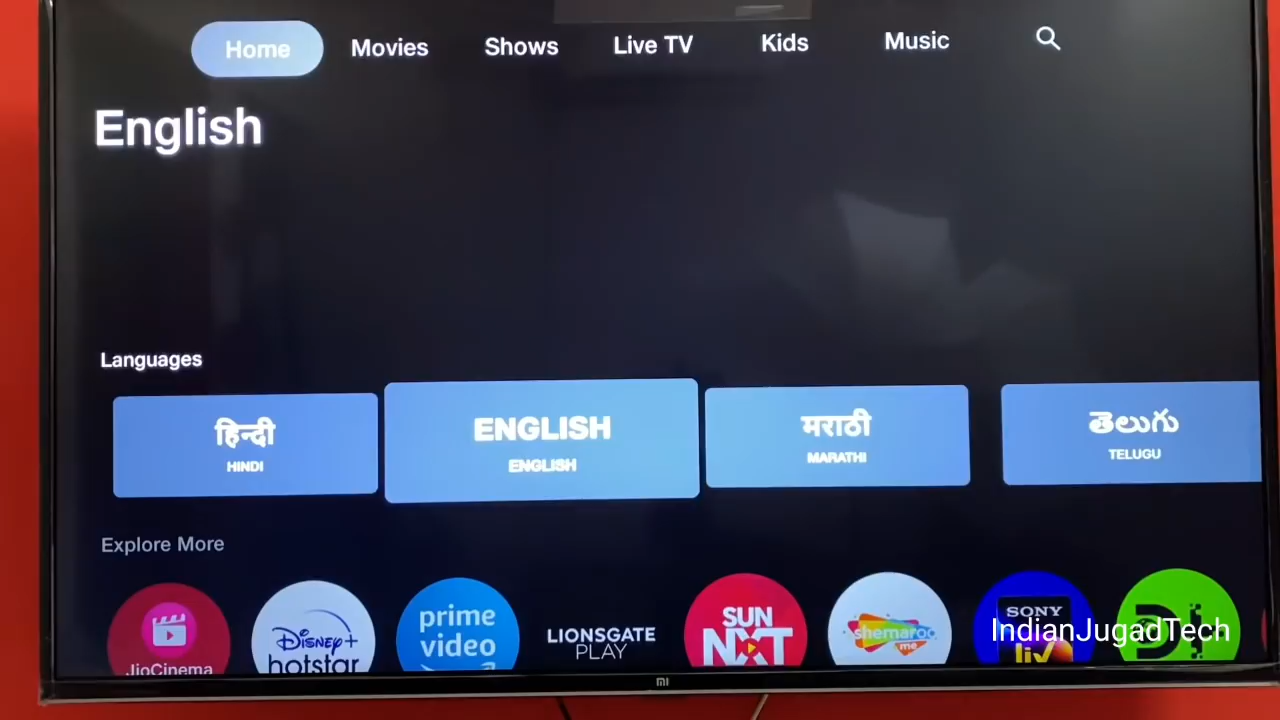 Home Movies Shows Live TV Kids Music
English
Languages
हिन्दी
HINDI
ENGLISH
ENGLISH
मराठी
MARATHI
తెలుగు
TELUGU
Explore More
JioCinema
Disney+
hotstar
prime
video
LIONSGATE
PLAY
SUN
NXT
shemaroo
me
SONY
liv
IndianJugadTech
mi